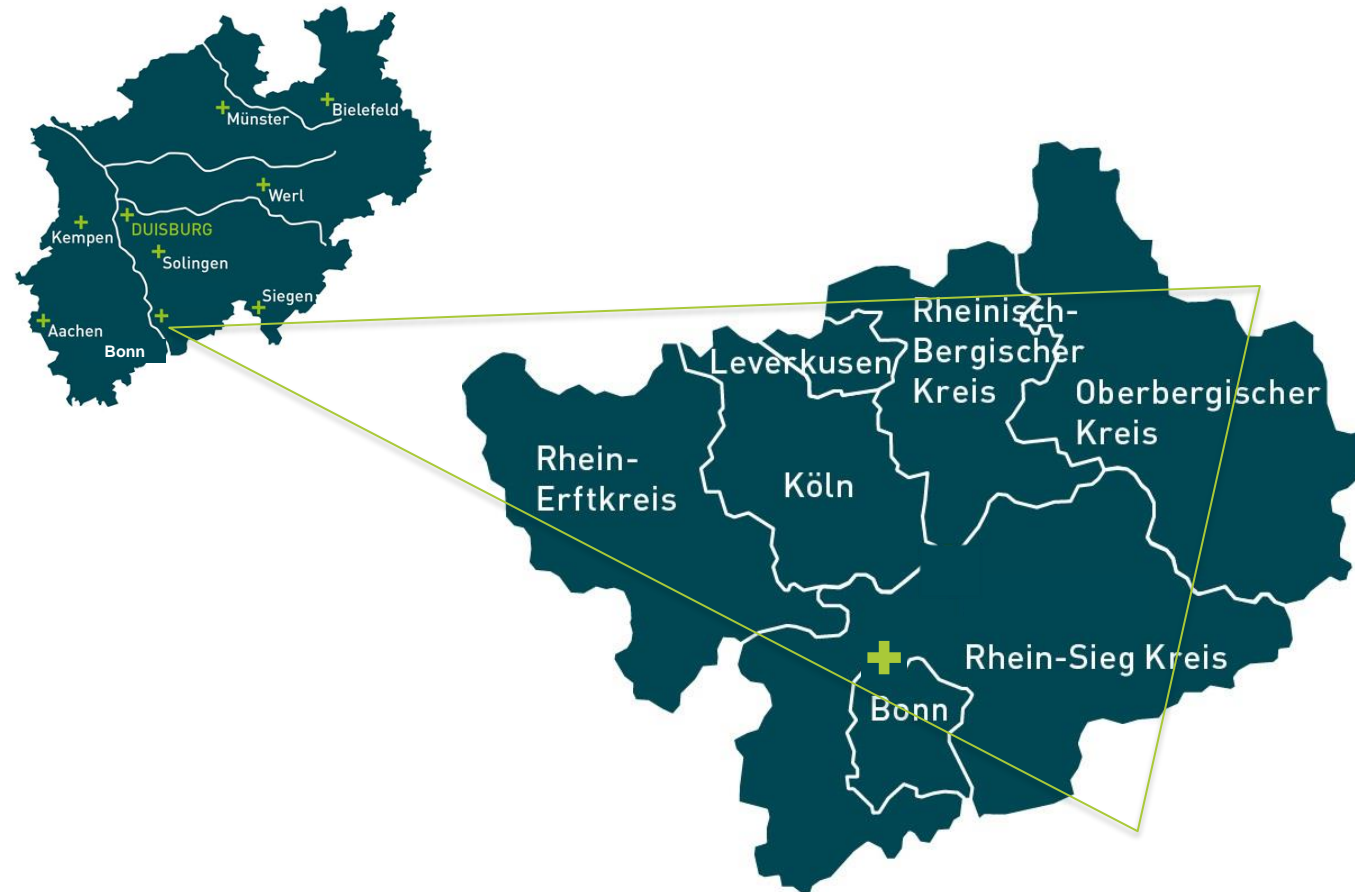 Münster
Bielefeld
Werl
DUISBURG
Kempen
Solingen
Siegen
Aachen
Bonn
Rheinisch-
Bergischer
Kreis
Leverkusen
Oberbergischer
Kreis
Rhein-
Erftkreis
Köln
Rhein-Sieg Kreis
Bonn